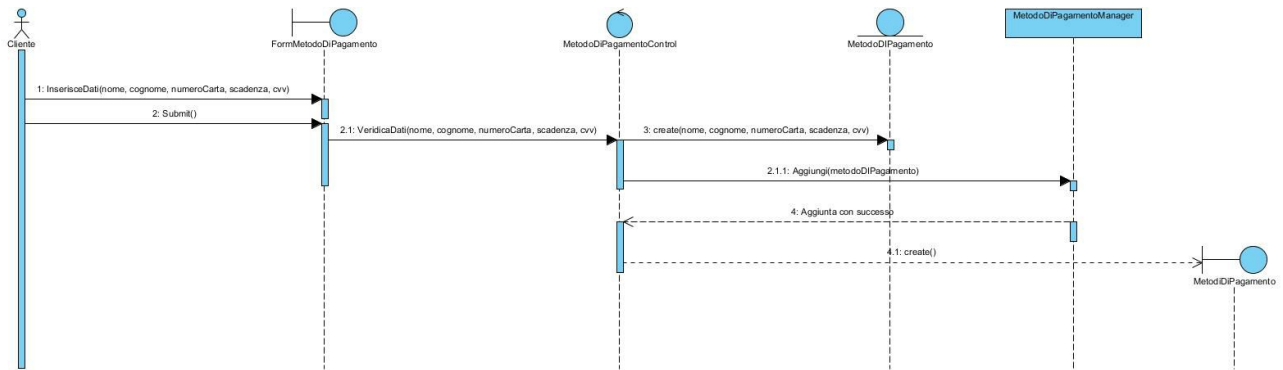 Cliente
FormMetodoDiPagamento
MetodoDiPagamentoControl
MetodoDIPagamento
MetodoDiPagamentoManager
1: InserisceDati(nome, cognome, numeroCarta, scadenza, cvv)
2: Submit()
2.1: VeridicaDati(nome, cognome, numeroCarta, scadenza, cvv)
3: create(nome, cognome, numeroCarta, scadenza, cvv)
2.1.1: Aggiungi(metodoDIPagamento)
4: Aggiunta con successo
4.1: create()
MetodiDiPagamento